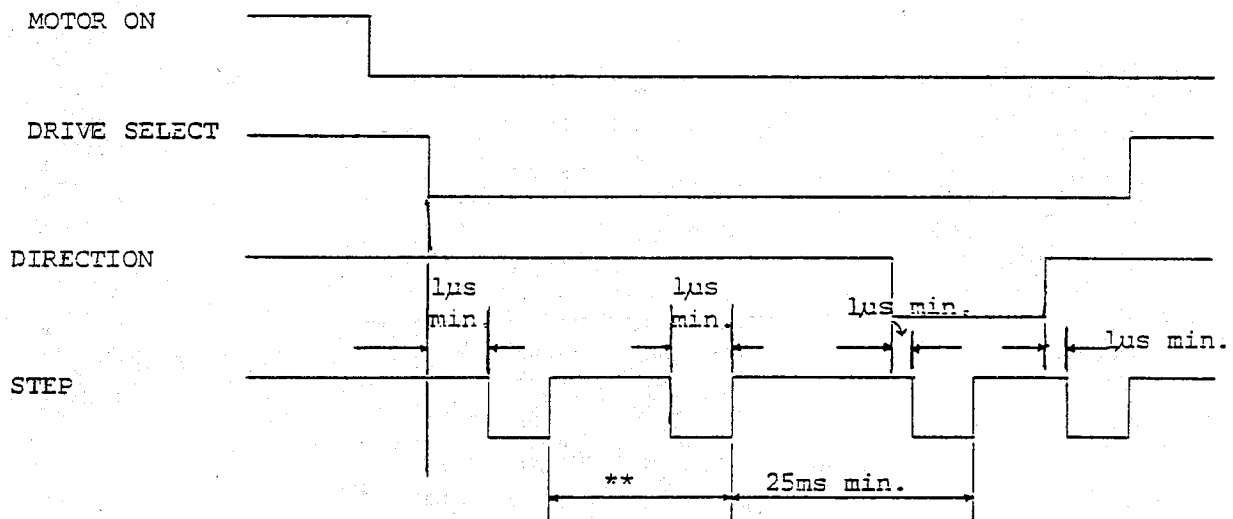 MOTOR ON
DRIVE SELECT
DIRECTION
1µs
min.
1µs
min.
1µs min.
1µs min.
STEP
**
25ms min.